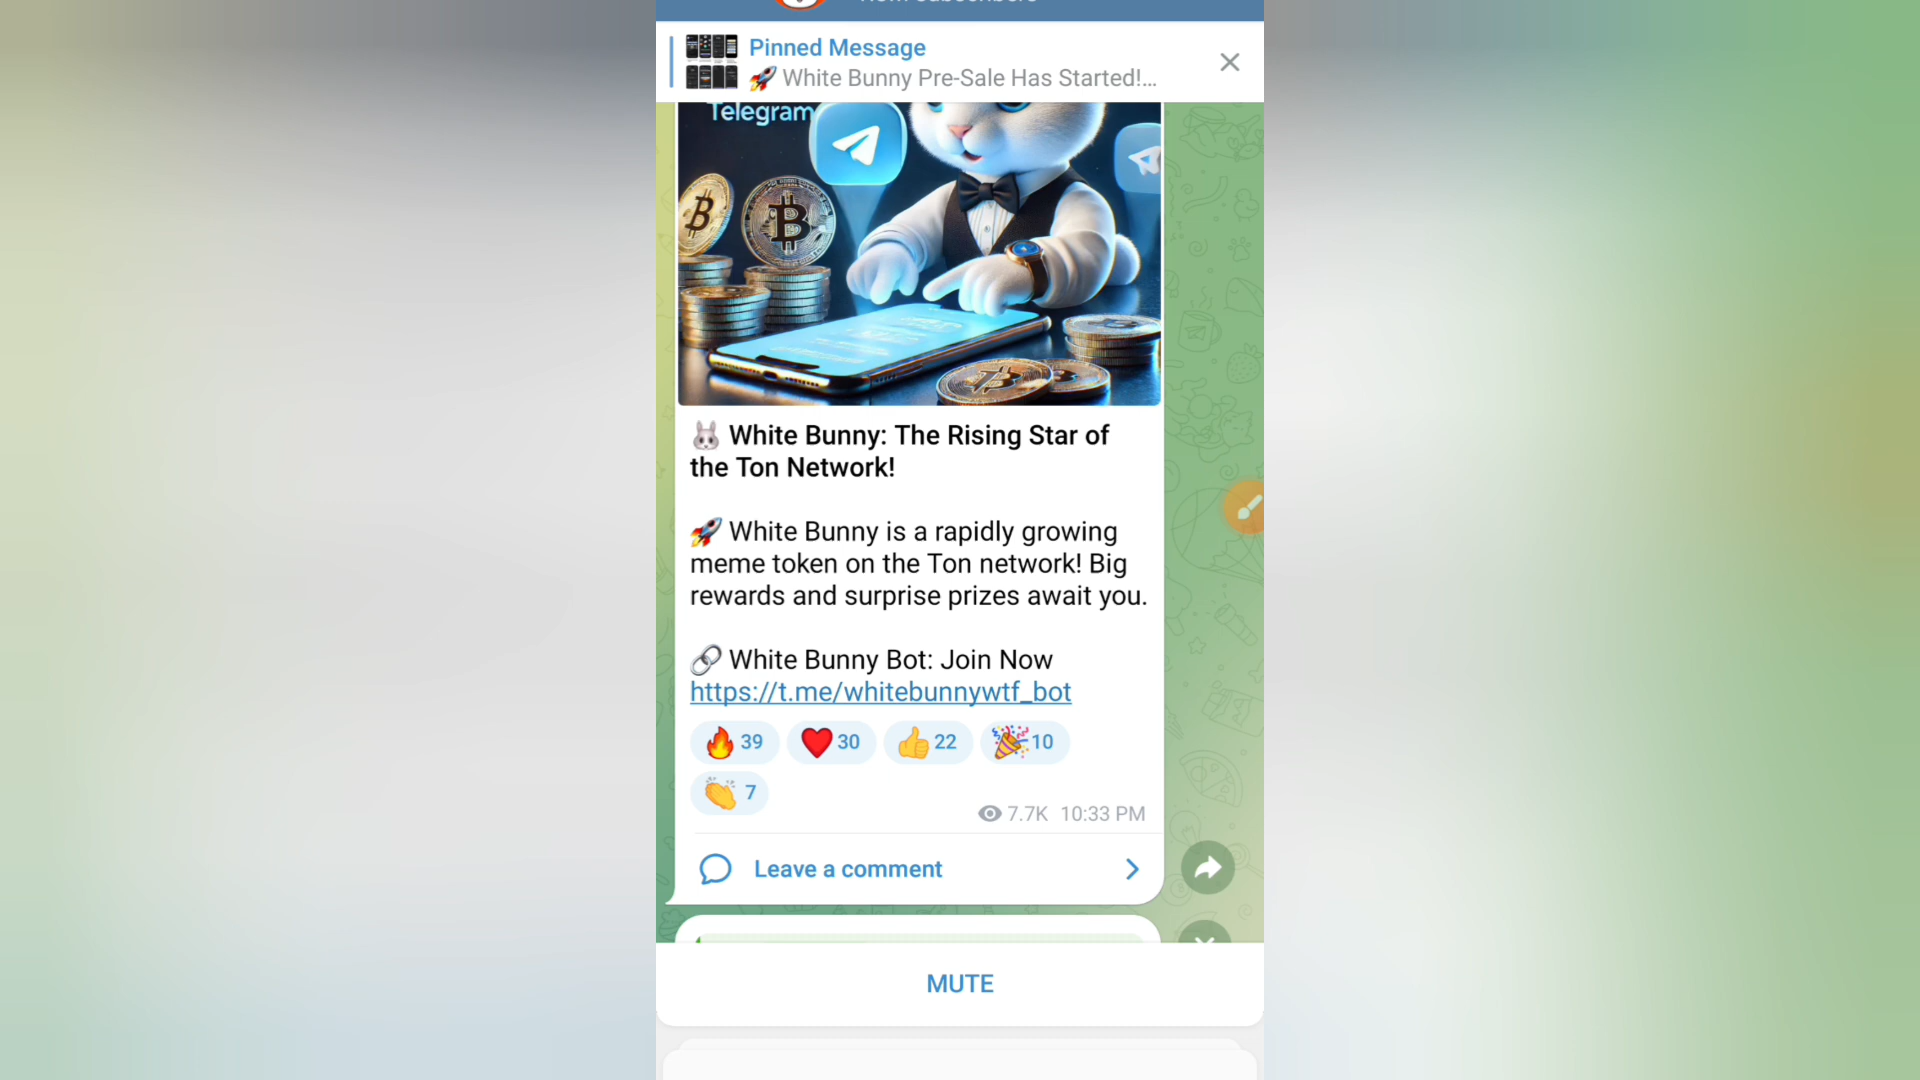 Pinned Message
🚀 White Bunny Pre-Sale Has Started!...
Telegram
🐰 White Bunny: The Rising Star of
the Ton Network!
🚀 White Bunny is a rapidly growing
meme token on the Ton network! Big
rewards and surprise prizes await you.
🔗 White Bunny Bot: Join Now
https://t.me/whitebunnywtf_bot
🔥 39 ❤️ 30 👍 22 🎉 10
👏 7
7.7K 10:33 PM
Leave a comment
MUTE